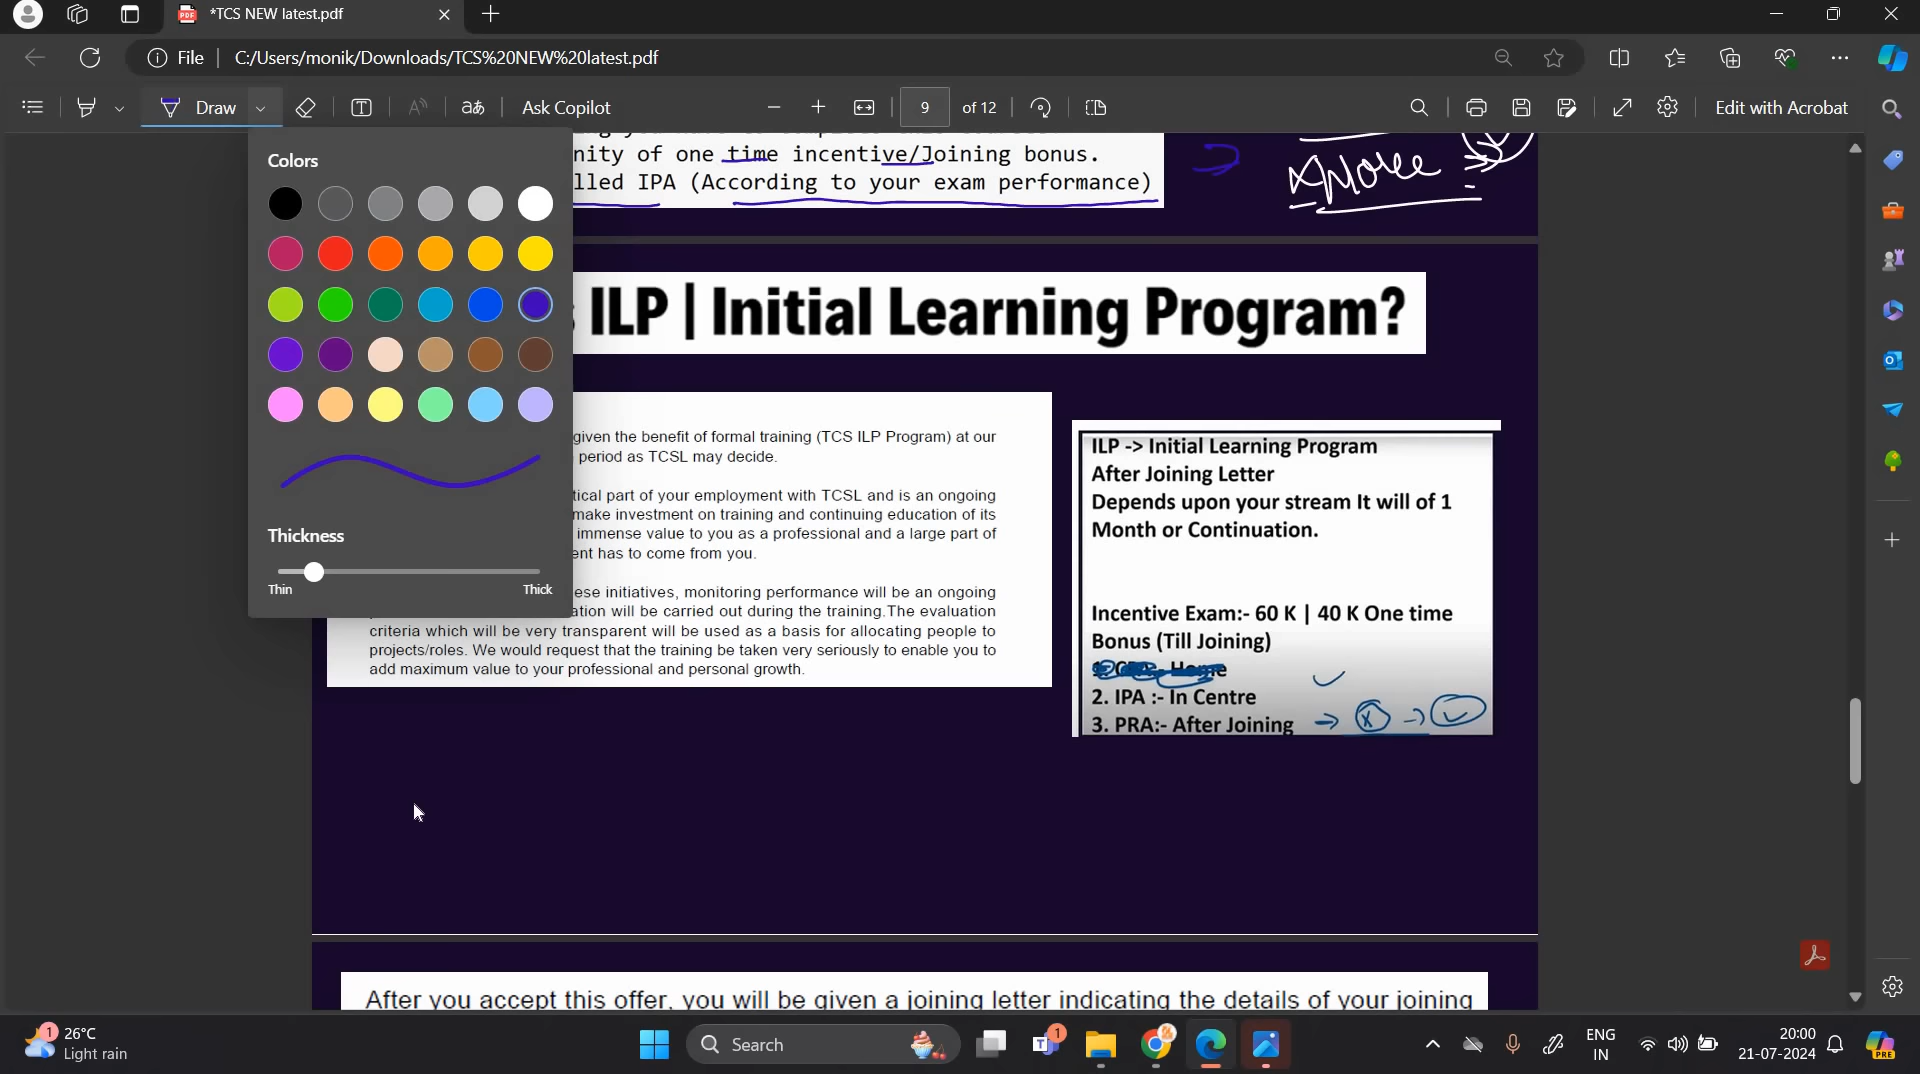 *TCS NEW latest.pdf
File
C:/Users/monik/Downloads/TCS%20NEW%20latest.pdf
Draw
aあ
Ask Copilot
9
of 12
Edit with Acrobat
nity of one time incentive/Joining bonus.
lled IPA (According to your exam performance)
Colors
Thickness
Thin
Thick
ILP | Initial Learning Program?
given the benefit of formal training (TCS ILP Program) at our
period as TCSL may decide.
tical part of your employment with TCSL and is an ongoing
make investment on training and continuing education of its
immense value to you as a professional and a large part of
ent has to come from you.
ese initiatives, monitoring performance will be an ongoing
ation will be carried out during the training.The evaluation
criteria which will be very transparent will be used as a basis for allocating people to
projects/roles. We would request that the training be taken very seriously to enable you to
add maximum value to your professional and personal growth.
ILP -> Initial Learning Program
After Joining Letter
Depends upon your stream It will of 1
Month or Continuation.
Incentive Exam:- 60 K | 40 K One time
Bonus (Till Joining)
2. IPA :- In Centre
3. PRA:- After Joining
After you accept this offer, you will be given a joining letter indicating the details of your joining
1
26°C
Light rain
Search
1
ENG
IN
20:00
21-07-2024
PRE